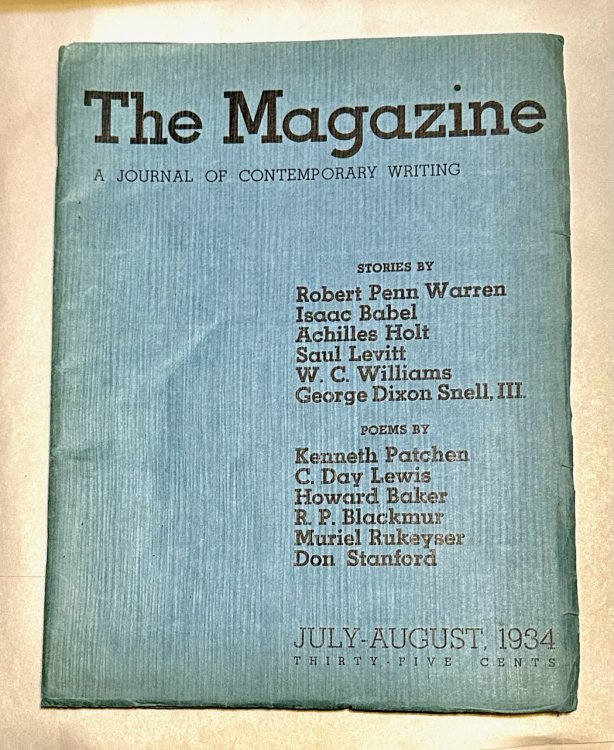 The Magazine
A JOURNAL OF CONTEMPORARY WRITING
STORIES BY
Robert Penn Warren
Isaac Babel
Achilles Holt
Saul Levitt
W. C. Williams
George Dixon Snell, III.
POEMS BY
Kenneth Patchen
C. Day Lewis
Howard Baker
R. P. Blackmur
Muriel Rukeyser
Don Stanford
JULY-AUGUST, 1934
THIRTY-FIVE CENTS